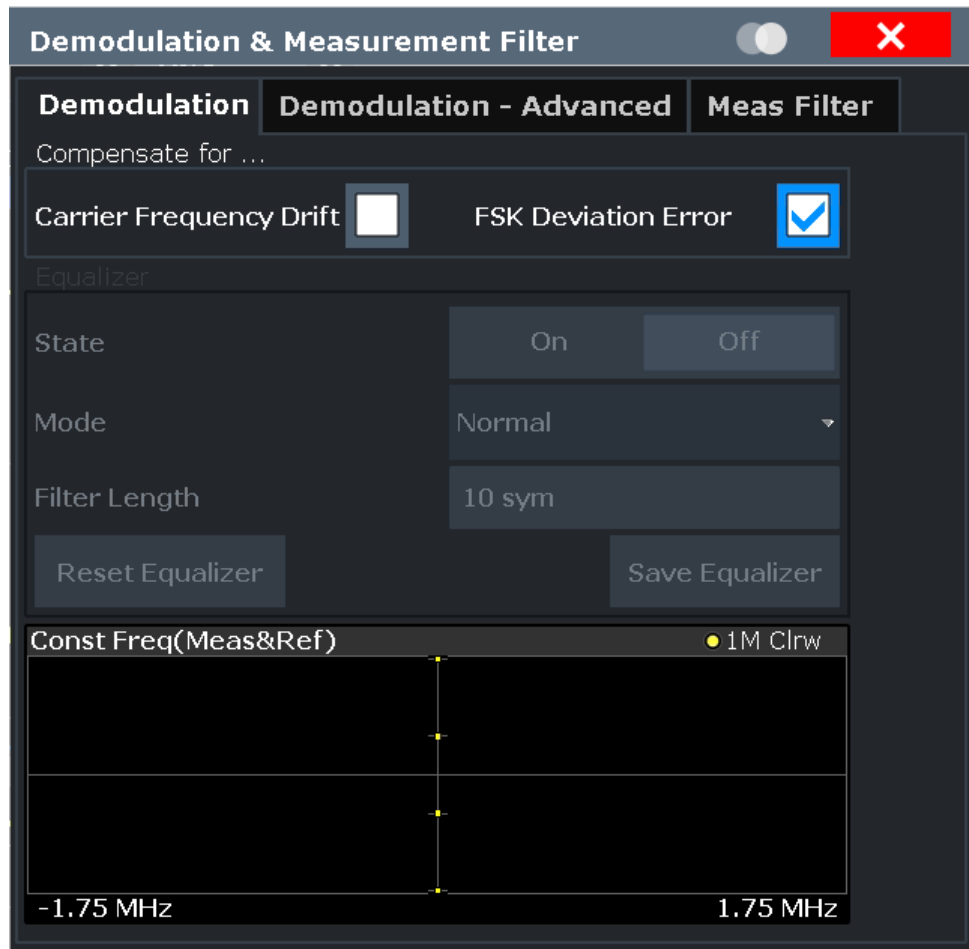 Demodulation & Measurement Filter
Demodulation Demodulation - Advanced Meas Filter
Compensate for ...
Carrier Frequency Drift FSK Deviation Error
Equalizer
State On Off
Mode Normal
Filter Length 10 sym
Reset Equalizer Save Equalizer
Const Freq(Meas&Ref) 1M Clrw
-1.75 MHz 1.75 MHz